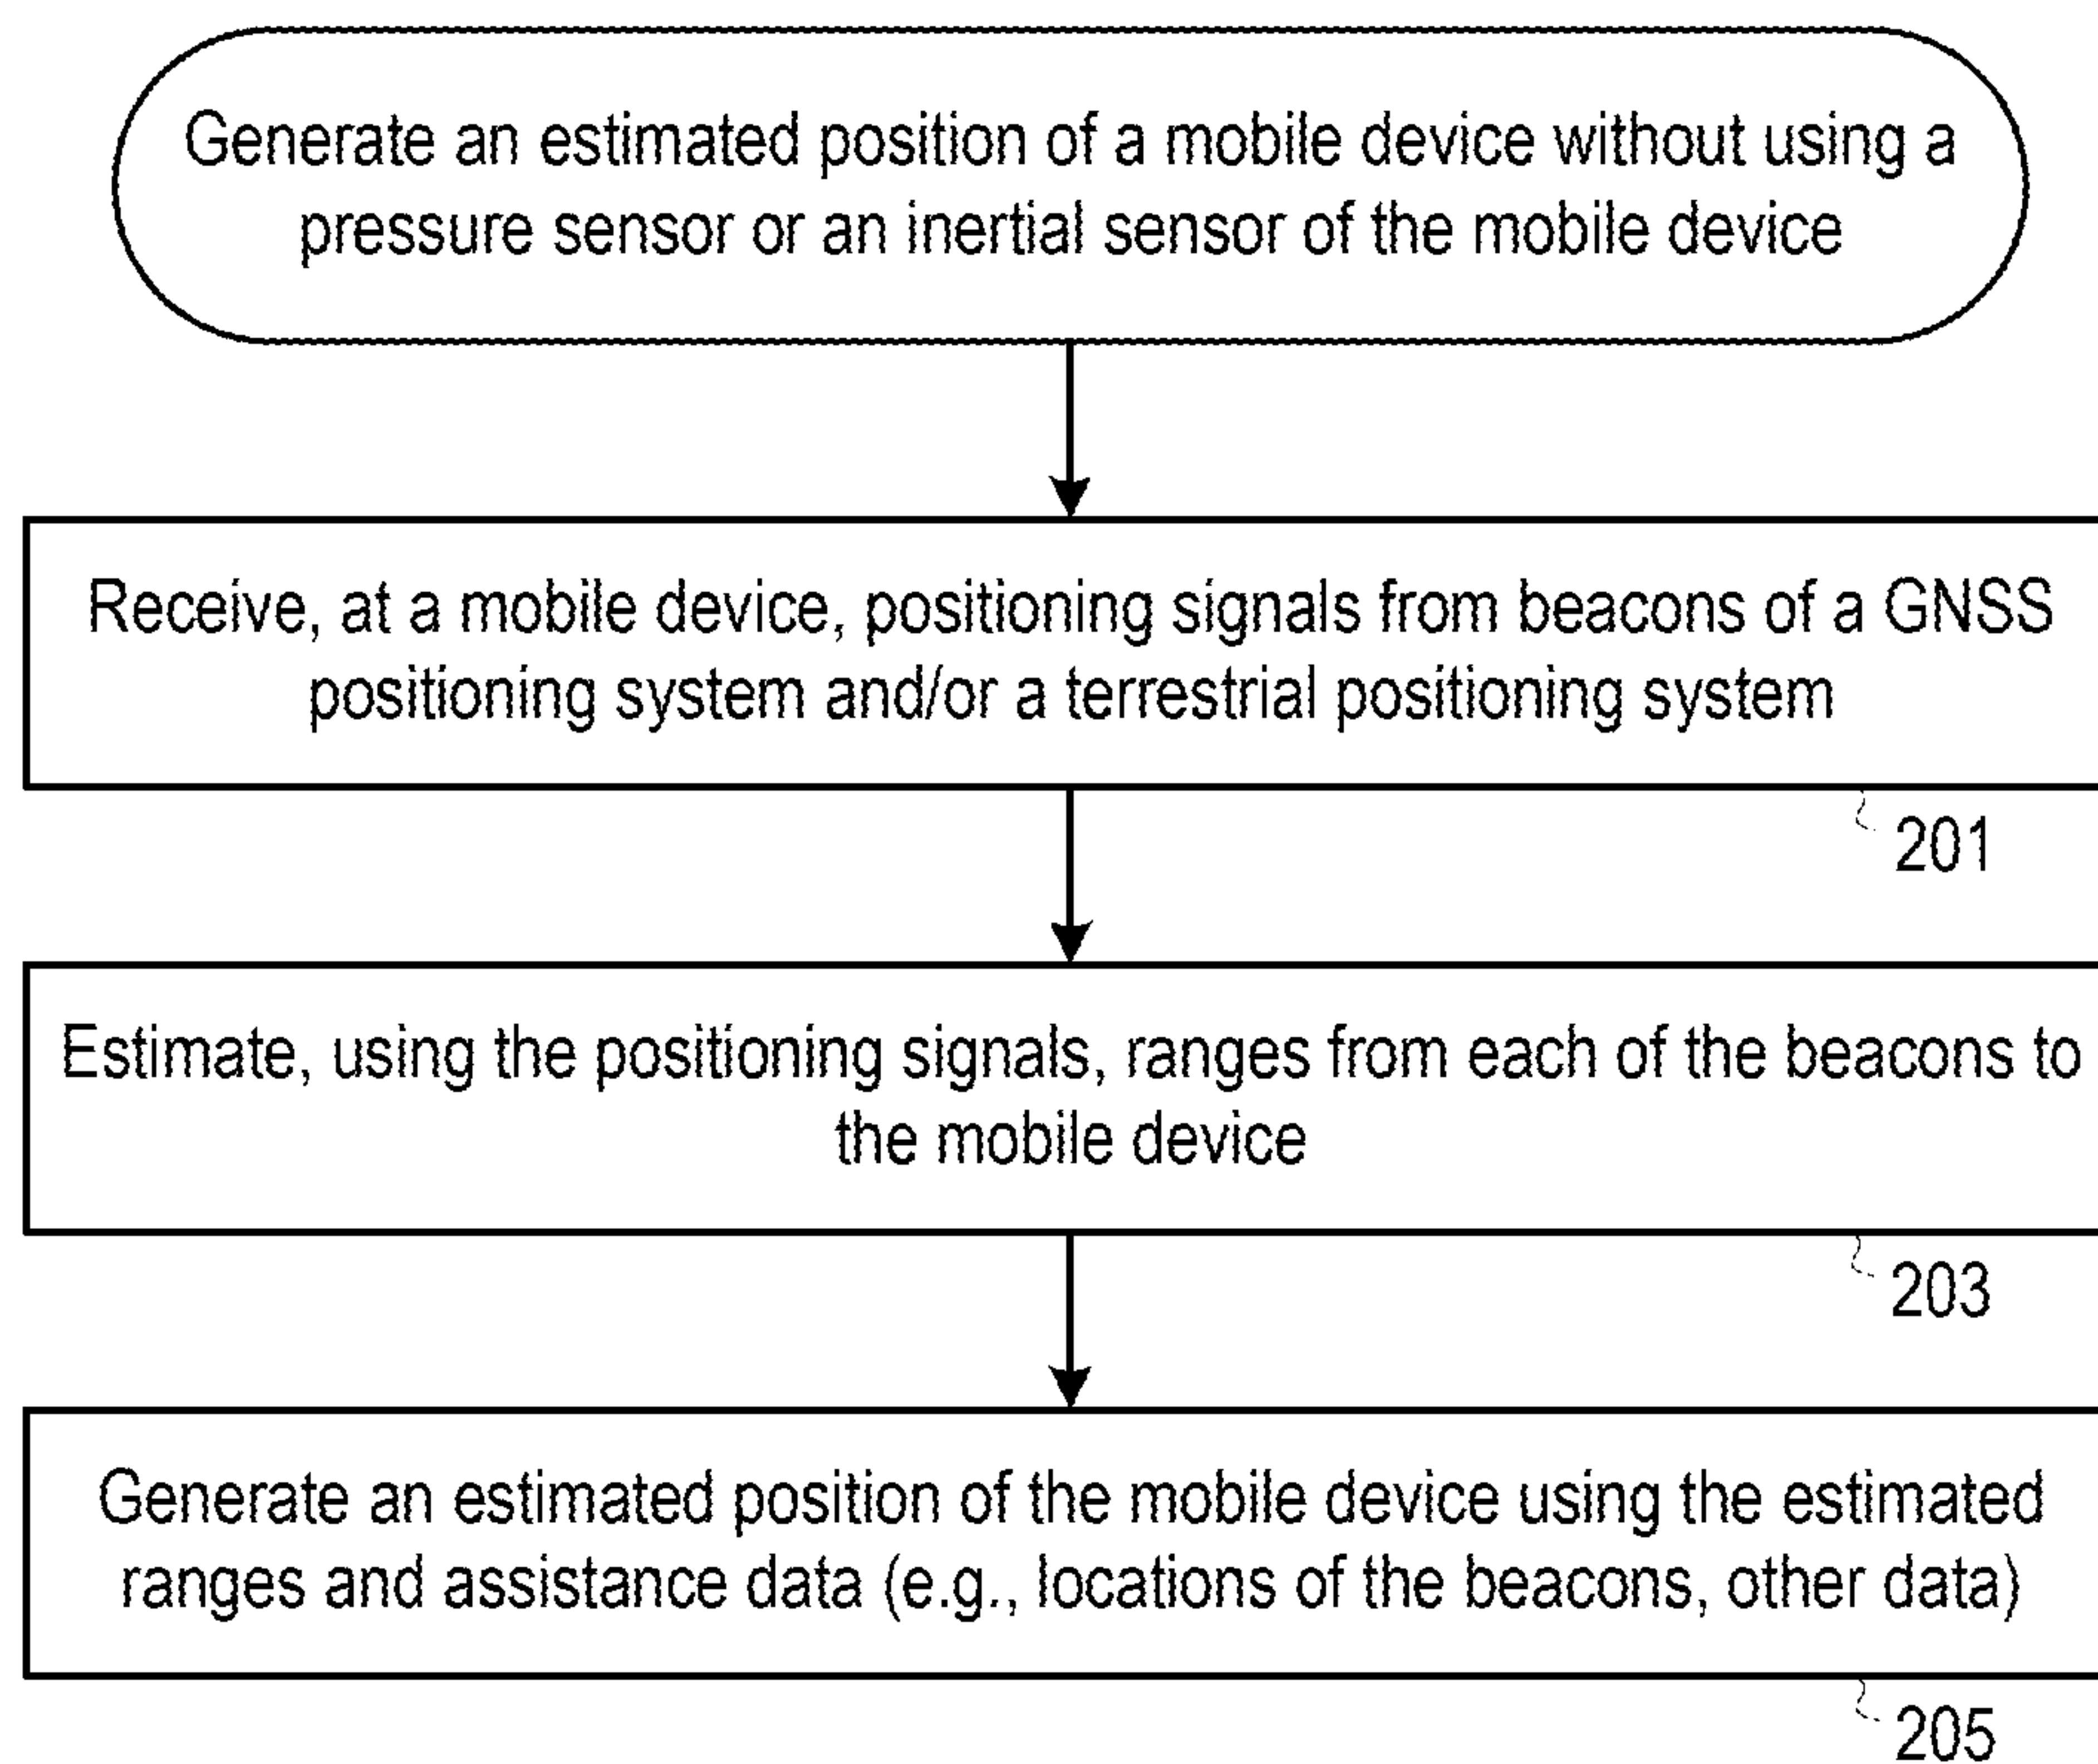 Generate an estimated position of a mobile device without using a
pressure sensor or an inertial sensor of the mobile device
Receive, at a mobile device, positioning signals from beacons of a GNSS
positioning system and/or a terrestrial positioning system
201
Estimate, using the positioning signals, ranges from each of the beacons to
the mobile device
203
Generate an estimated position of the mobile device using the estimated
ranges and assistance data (e.g., locations of the beacons, other data)
205